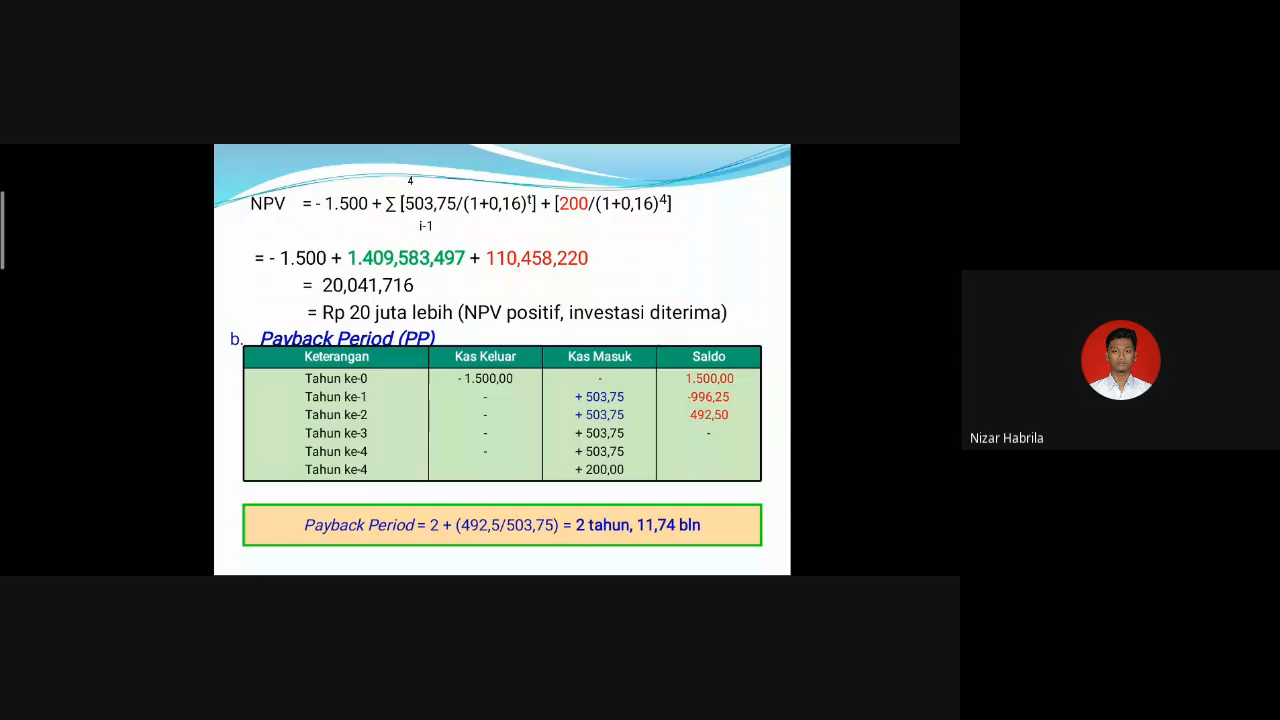 4
NPV = - 1.500 + ∑ [503,75/(1+0,16)ᵗ] + [200/(1+0,16)⁴]
i-1
= - 1.500 + 1.409,583,497 + 110,458,220
= 20,041,716
= Rp 20 juta lebih (NPV positif, investasi diterima)
b. Payback Period (PP)
Keterangan Kas Keluar Kas Masuk Saldo
Tahun ke-0 - 1.500,00 - 1.500,00
Tahun ke-1 - + 503,75 -996,25
Tahun ke-2 - + 503,75 492,50
Tahun ke-3 - + 503,75 -
Tahun ke-4 - + 503,75
Tahun ke-4 + 200,00
Payback Period = 2 + (492,5/503,75) = 2 tahun, 11,74 bln
Nizar Habrila